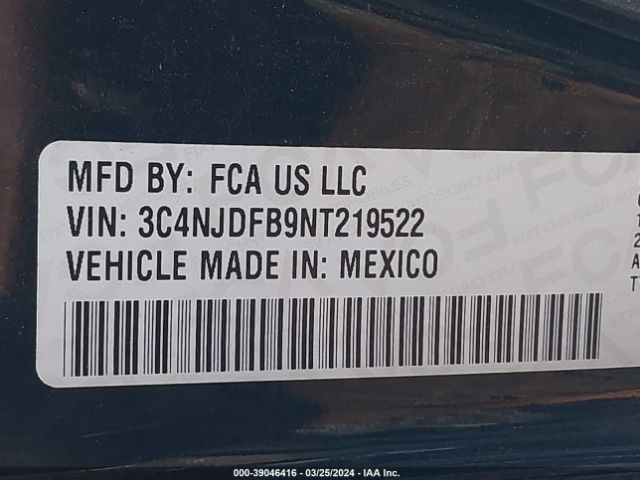 MFD BY: FCA US LLC
VIN: 3C4NJDFB9NT219522
VEHICLE MADE IN: MEXICO
000-39046416 - 03/25/2024 - IAA Inc.